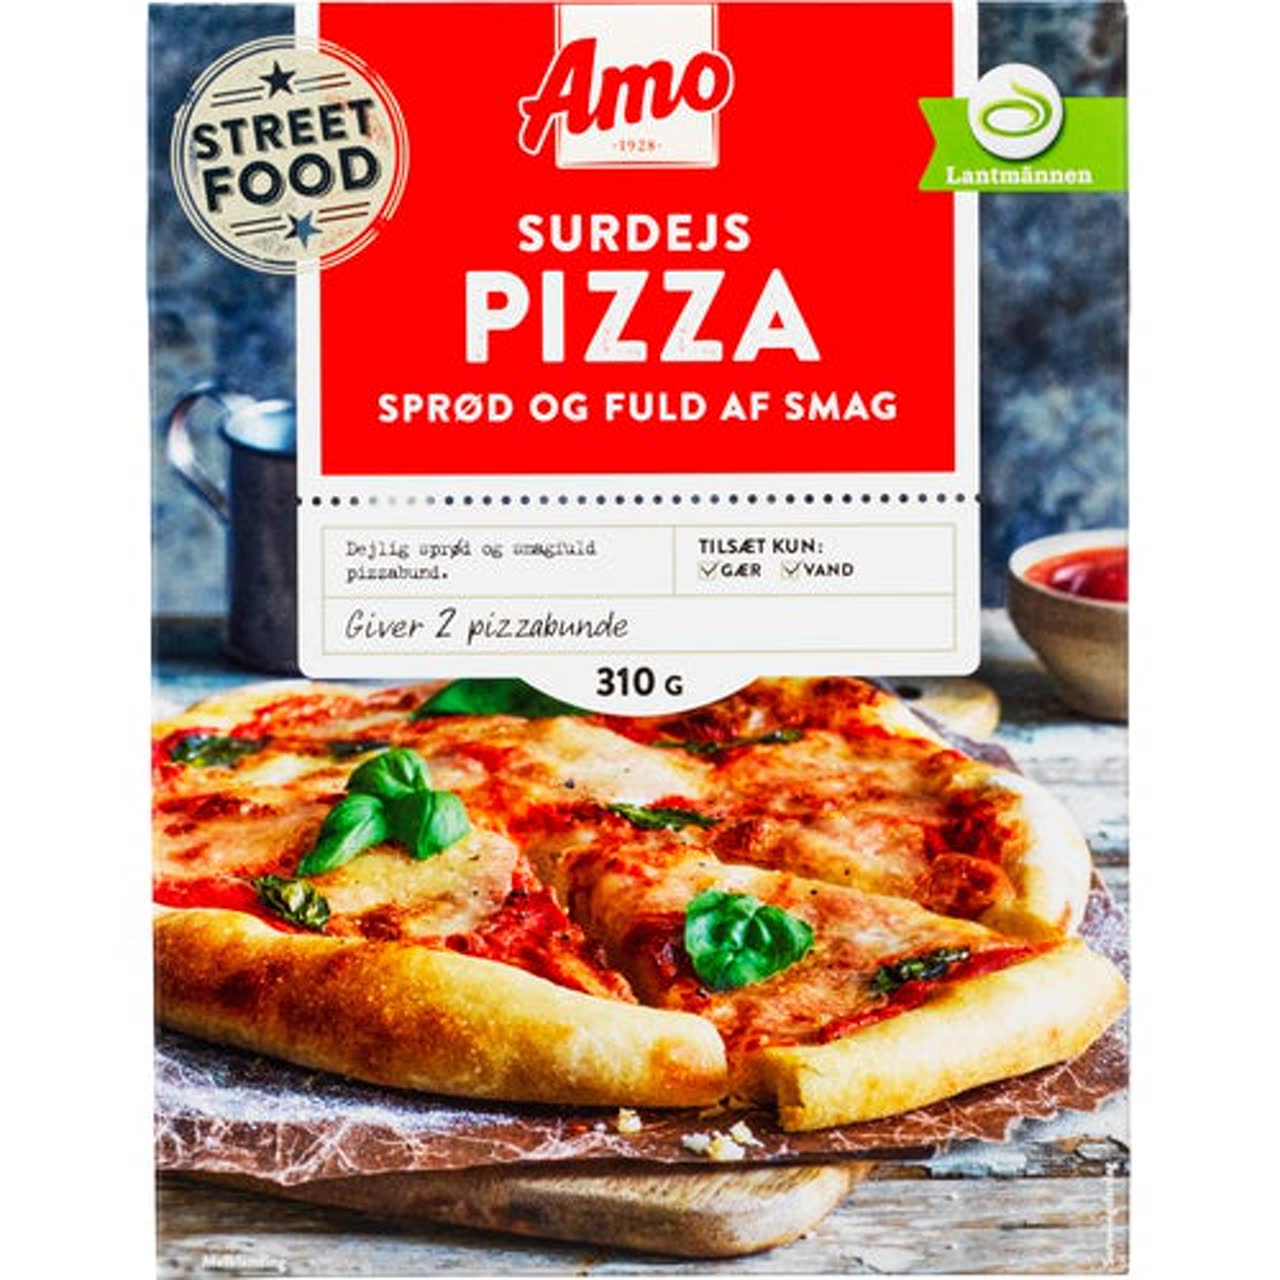 STREET
FOOD
Amo
·1928·
Lantmännen
SURDEJS
PIZZA
SPRØD OG FULD AF SMAG
Dejlig sprød og smagfuld
pizzabund.
TILSÆT KUN:
GÆR VAND
Giver 2 pizzabunde
310 G
Melblanding